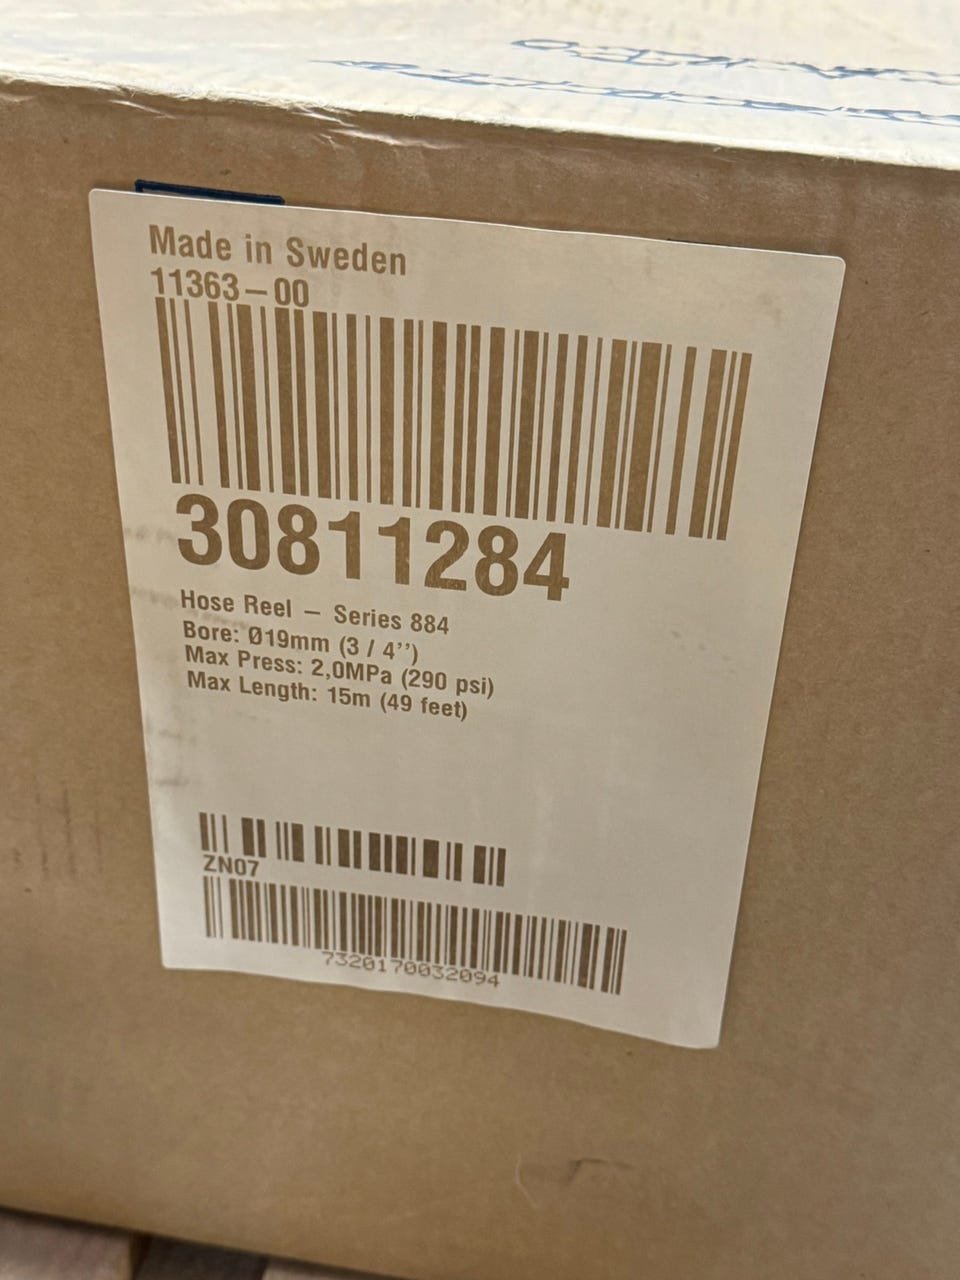 Made in Sweden
11363-00
30811284
Hose Reel – Series 884
Bore: Ø19mm (3 / 4’’)
Max Press: 2,0MPa (290 psi)
Max Length: 15m (49 feet)
ZN07
7320170032094